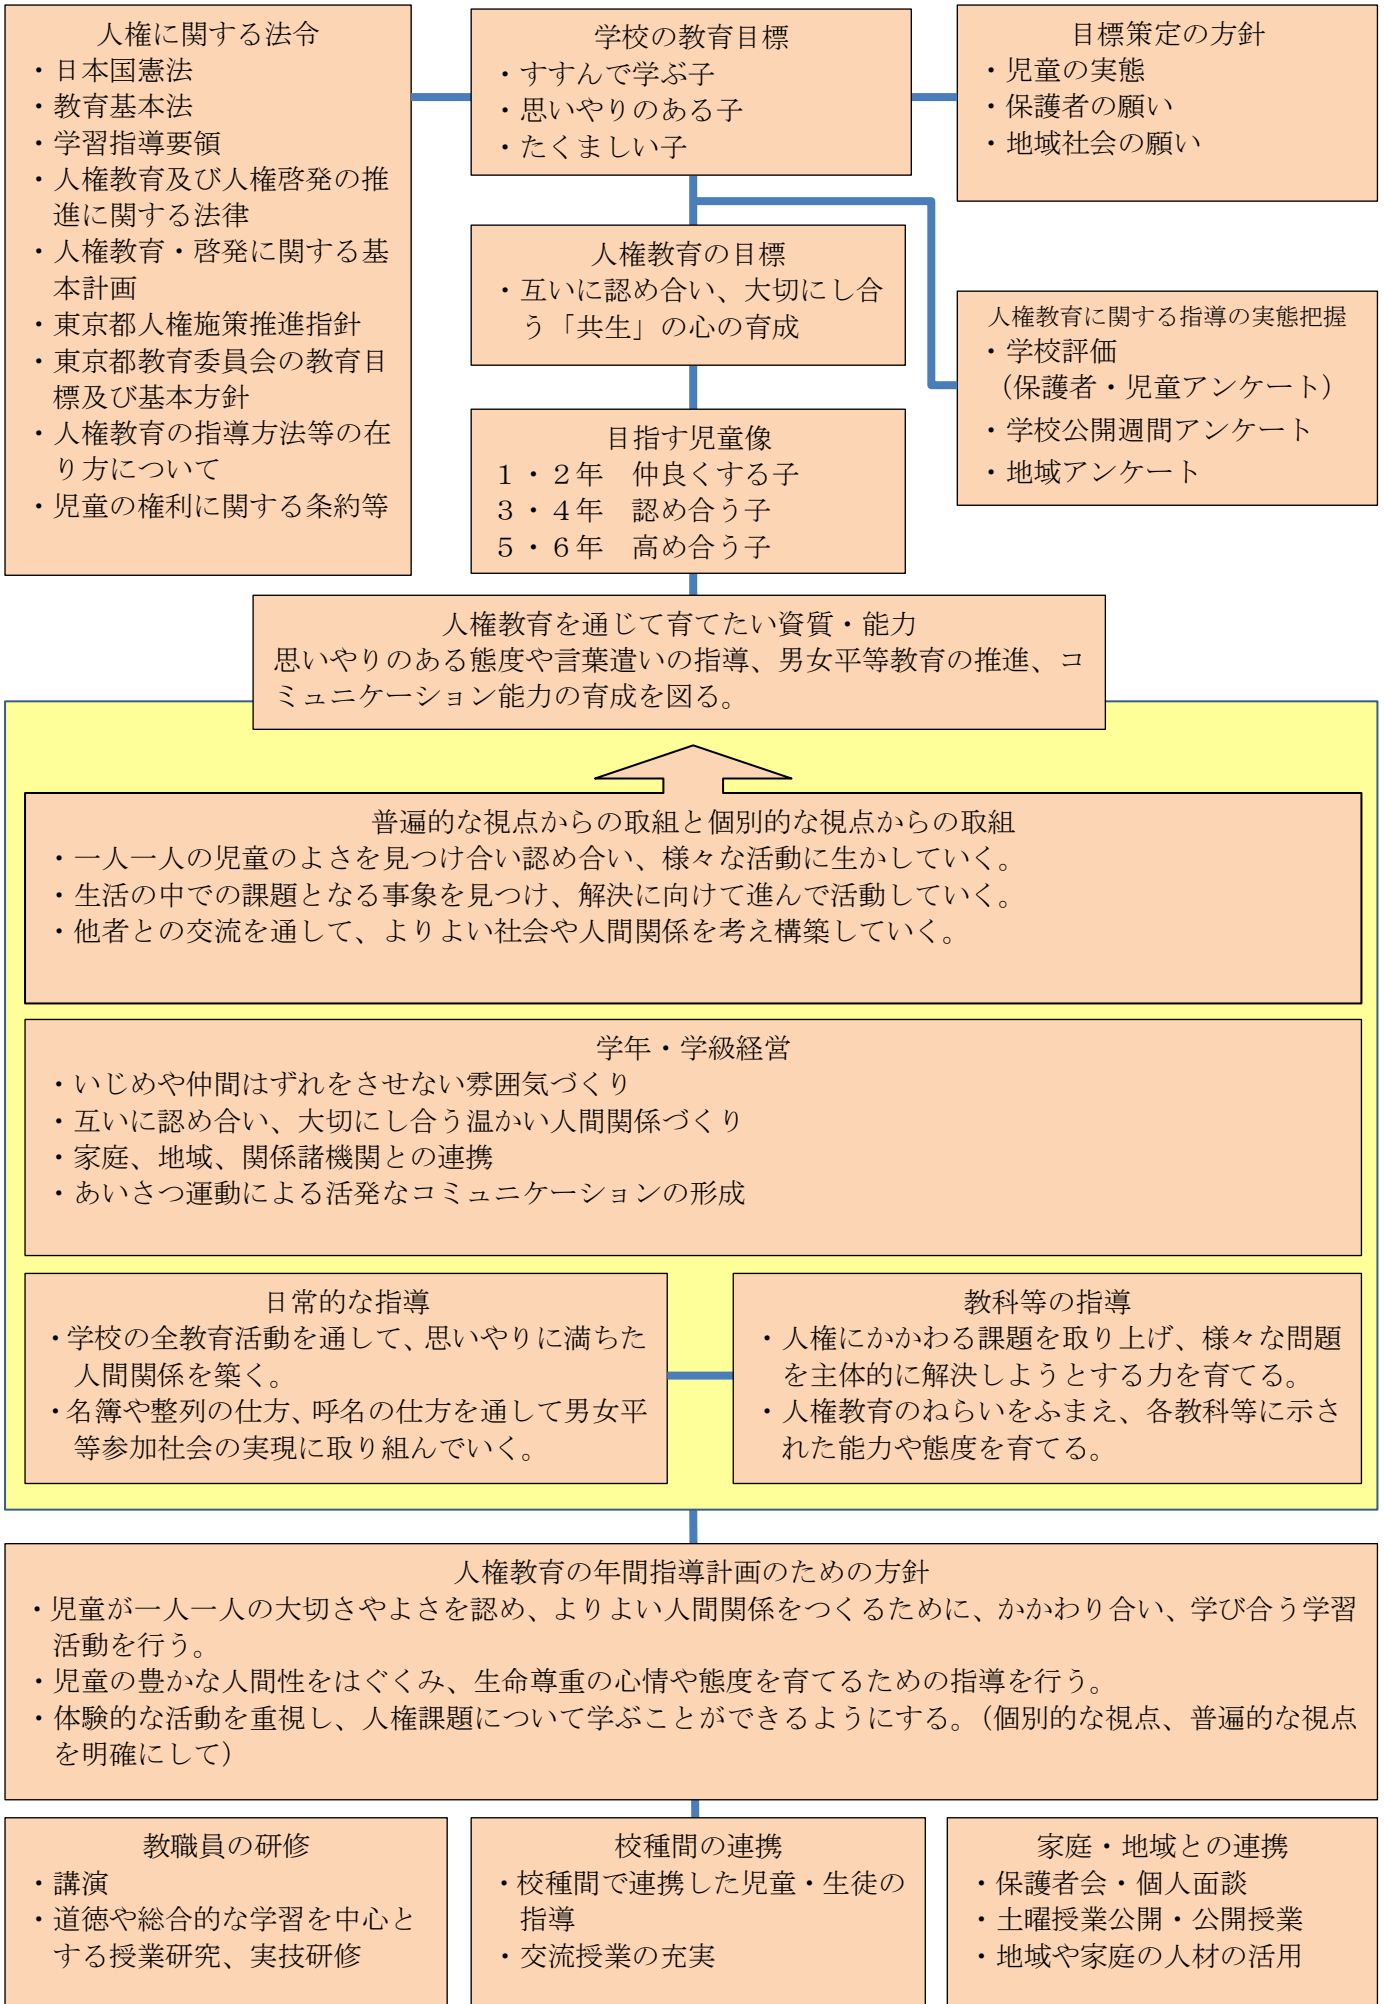 人権に関する法令
・日本国憲法
・教育基本法
・学習指導要領
・人権教育及び人権啓発の推
進に関する法律
・人権教育・啓発に関する基
本計画
・東京都人権施策推進指針
・東京都教育委員会の教育目
標及び基本方針
・人権教育の指導方法等の在
り方について
・児童の権利に関する条約等
学校の教育目標
・すすんで学ぶ子
・思いやりのある子
・たくましい子
目標策定の方針
・児童の実態
・保護者の願い
・地域社会の願い
人権教育の目標
・互いに認め合い、大切にし合
う「共生」の心の育成
人権教育に関する指導の実態把握
・学校評価
（保護者・児童アンケート）
・学校公開週間アンケート
・地域アンケート
目指す児童像
１・２年　仲良くする子
３・４年　認め合う子
５・６年　高め合う子
人権教育を通じて育てたい資質・能力
思いやりのある態度や言葉遣いの指導、男女平等教育の推進、コ
ミュニケーション能力の育成を図る。
普遍的な視点からの取組と個別的な視点からの取組
・一人一人の児童のよさを見つけ合い認め合い、様々な活動に生かしていく。
・生活の中での課題となる事象を見つけ、解決に向けて進んで活動していく。
・他者との交流を通して、よりよい社会や人間関係を考え構築していく。
学年・学級経営
・いじめや仲間はずれをさせない雰囲気づくり
・互いに認め合い、大切にし合う温かい人間関係づくり
・家庭、地域、関係諸機関との連携
・あいさつ運動による活発なコミュニケーションの形成
日常的な指導
・学校の全教育活動を通して、思いやりに満ちた
人間関係を築く。
・名簿や整列の仕方、呼名の仕方を通して男女平
等参加社会の実現に取り組んでいく。
教科等の指導
・人権にかかわる課題を取り上げ、様々な問題
を主体的に解決しようとする力を育てる。
・人権教育のねらいをふまえ、各教科等に示さ
れた能力や態度を育てる。
人権教育の年間指導計画のための方針
・児童が一人一人の大切さやよさを認め、よりよい人間関係をつくるために、かかわり合い、学び合う学習
活動を行う。
・児童の豊かな人間性をはぐくみ、生命尊重の心情や態度を育てるための指導を行う。
・体験的な活動を重視し、人権課題について学ぶことができるようにする。（個別的な視点、普遍的な視点
を明確にして）
教職員の研修
・講演
・道徳や総合的な学習を中心と
する授業研究、実技研修
校種間の連携
・校種間で連携した児童・生徒の
指導
・交流授業の充実
家庭・地域との連携
・保護者会・個人面談
・土曜授業公開・公開授業
・地域や家庭の人材の活用